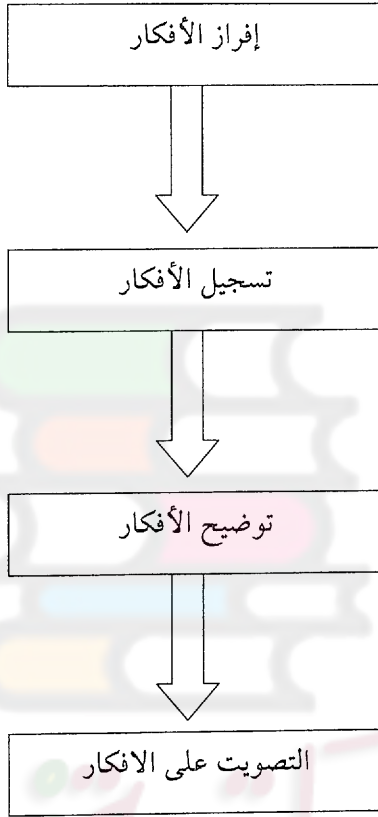 إفراز الأفكار
تسجيل الأفكار
توضيح الأفكار
التصويت على الافكار